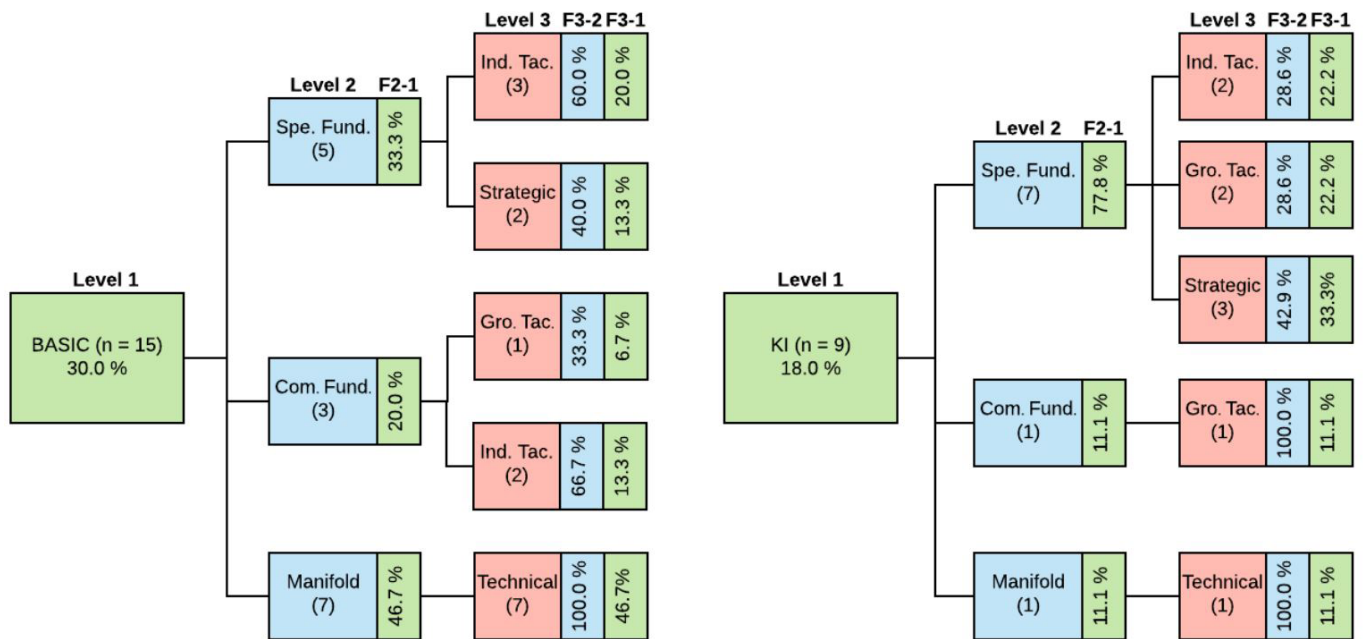 Level 3 F3-2 F3-1
Ind. Tac.
(3)
60.0 %
20.0 %
Level 2 F2-1
Spe. Fund.
(5)
33.3 %
Strategic
(2)
40.0 %
13.3 %
Level 1
BASIC (n = 15)
30.0 %
Gro. Tac.
(1)
33.3 %
6.7 %
Com. Fund.
(3)
20.0 %
Ind. Tac.
(2)
66.7 %
13.3 %
Manifold
(7)
46.7 %
Technical
(7)
100.0 %
46.7%
Level 3 F3-2 F3-1
Ind. Tac.
(2)
28.6 %
22.2 %
Level 2 F2-1
Spe. Fund.
(7)
77.8 %
Gro. Tac.
(2)
28.6 %
22.2 %
Strategic
(3)
42.9 %
33.3%
Level 1
KI (n = 9)
18.0 %
Com. Fund.
(1)
11.1 %
Gro. Tac.
(1)
100.0 %
11.1 %
Manifold
(1)
11.1 %
Technical
(1)
100.0 %
11.1 %